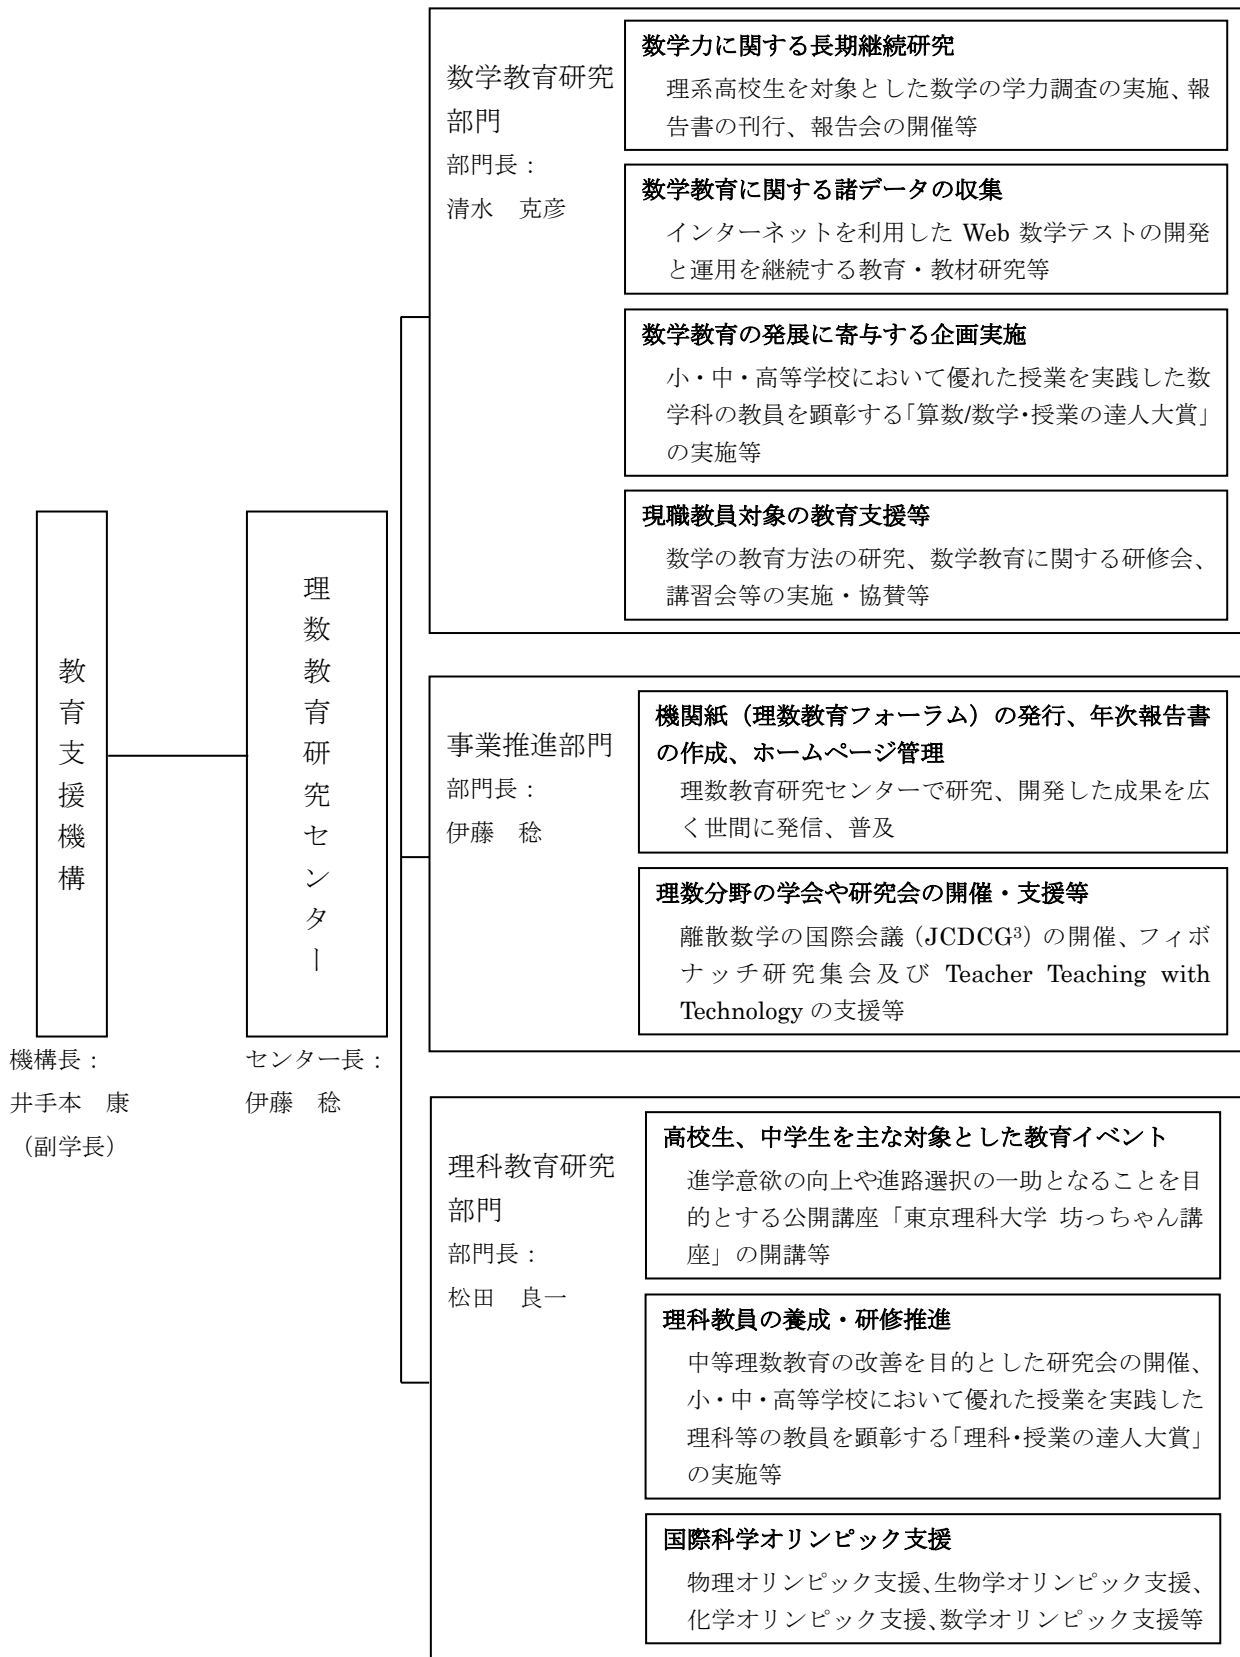 教育支援機構
機構長：
井手本　康
（副学長）
理数教育研究センター
センター長：
伊藤　稔
数学教育研究
部門
部門長：
清水　克彦
数学力に関する長期継続研究
理系高校生を対象とした数学の学力調査の実施、報
告書の刊行、報告会の開催等
数学教育に関する諸データの収集
インターネットを利用した Web 数学テストの開発
と運用を継続する教育・教材研究等
数学教育の発展に寄与する企画実施
小・中・高等学校において優れた授業を実践した数
学科の教員を顕彰する「算数/数学・授業の達人大賞」
の実施等
現職教員対象の教育支援等
数学の教育方法の研究、数学教育に関する研修会、
講習会等の実施・協賛等
事業推進部門
部門長：
伊藤　稔
機関紙（理数教育フォーラム）の発行、年次報告書
の作成、ホームページ管理
理数教育研究センターで研究、開発した成果を広
く世間に発信、普及
理数分野の学会や研究会の開催・支援等
離散数学の国際会議（JCDCG³）の開催、フィボ
ナッチ研究集会及び Teacher Teaching with
Technology の支援等
理科教育研究
部門
部門長：
松田　良一
高校生、中学生を主な対象とした教育イベント
進学意欲の向上や進路選択の一助となることを目
的とする公開講座「東京理科大学 坊っちゃん講
座」の開講等
理科教員の養成・研修推進
中等理数教育の改善を目的とした研究会の開催、
小・中・高等学校において優れた授業を実践した
理科等の教員を顕彰する「理科・授業の達人大賞」
の実施等
国際科学オリンピック支援
物理オリンピック支援、生物学オリンピック支援、
化学オリンピック支援、数学オリンピック支援等